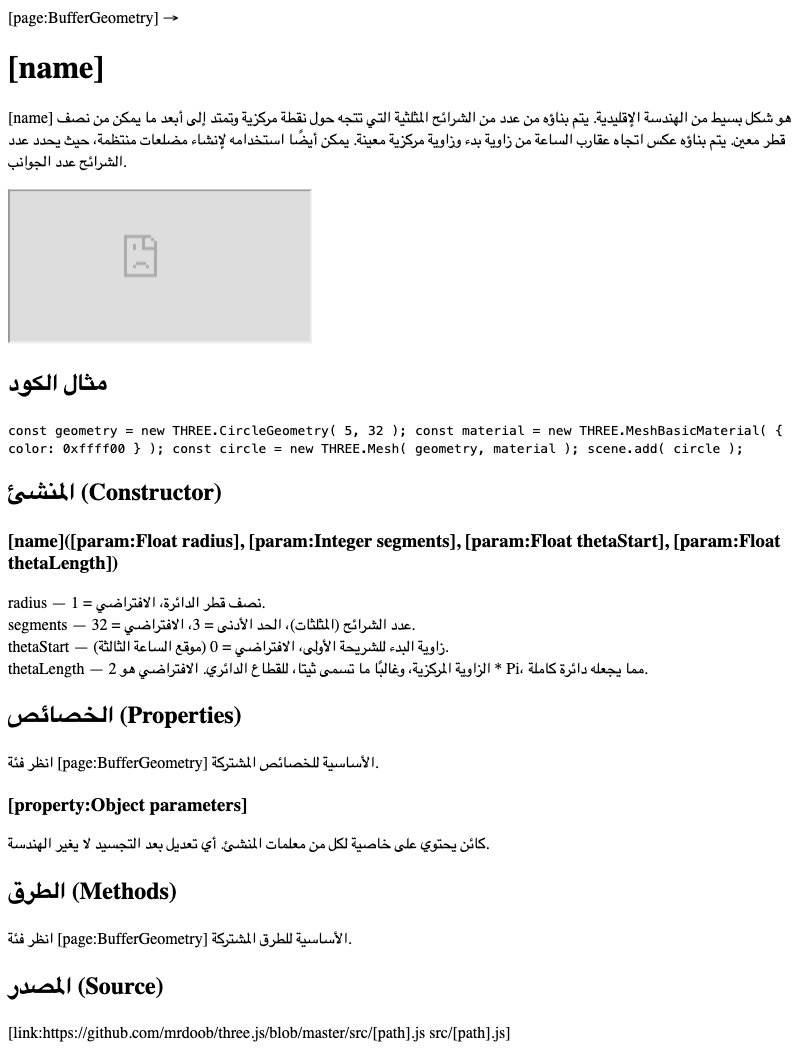 [page:BufferGeometry] →
[name]
[name] هو شكل بسيط من الهندسة الإقليدية. يتم بناؤه من عدد من الشرائح المثلثية التي تتجه حول نقطة مركزية وتمتد إلى أبعد ما يمكن من نصف
قطر معين. يتم بناؤه عكس اتجاه عقارب الساعة من زاوية بدء وزاوية مركزية معينة. يمكن أيضًا استخدامه لإنشاء مضلعات منتظمة، حيث يحدد عدد
الشرائح عدد الجوانب.
مثال الكود
const geometry = new THREE.CircleGeometry( 5, 32 ); const material = new THREE.MeshBasicMaterial( {
color: 0xffff00 } ); const circle = new THREE.Mesh( geometry, material ); scene.add( circle );
المنشئ (Constructor)
[name]([param:Float radius], [param:Integer segments], [param:Float thetaStart], [param:Float
thetaLength])
radius — نصف قطر الدائرة، الافتراضي = 1.
segments — عدد الشرائح (المثلثات)، الحد الأدنى = 3، الافتراضي = 32.
thetaStart — زاوية البدء للشريحة الأولى، الافتراضي = 0 (موقع الساعة الثالثة).
thetaLength — الزاوية المركزية، وغالبًا ما تسمى ثيتا، للقطاع الدائري. الافتراضي هو 2 * Pi، مما يجعله دائرة كاملة.
الخصائص (Properties)
انظر فئة [page:BufferGeometry] الأساسية للخصائص المشتركة.
[property:Object parameters]
كائن يحتوي على خاصية لكل من معلمات المنشئ. أي تعديل بعد التجسيد لا يغير الهندسة.
الطرق (Methods)
انظر فئة [page:BufferGeometry] الأساسية للطرق المشتركة.
المصدر (Source)
[link:https://github.com/mrdoob/three.js/blob/master/src/[path].js src/[path].js]